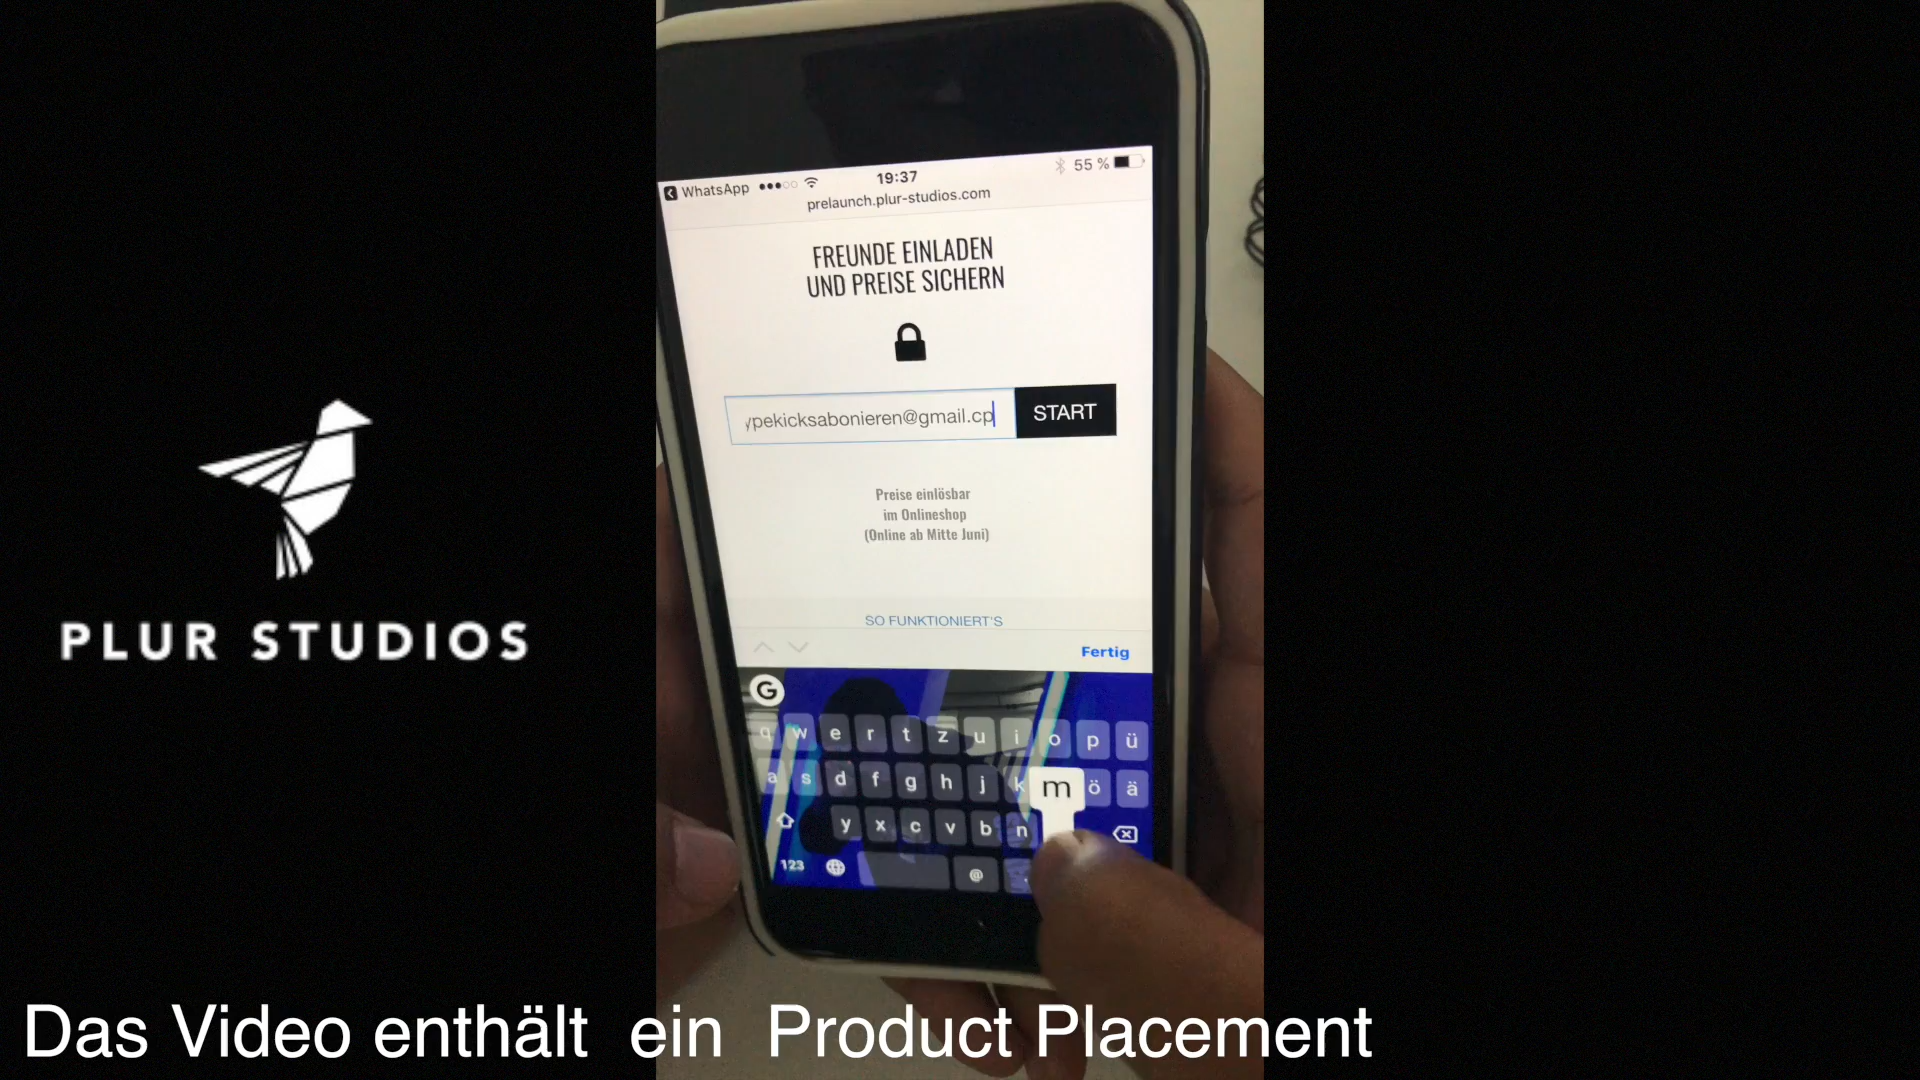 WhatsApp 19:37 55 %
prelaunch.plur-studios.com
FREUNDE EINLADEN
UND PREISE SICHERN
ypekicksabonieren@gmail.cp START
Preise einlösbar
im Onlineshop
(Online ab Mitte Juni)
SO FUNKTIONIERT'S
Fertig
G
q w e r t z u i o p ü
a s d f g h j k m ö ä
y x c v b n
123 @ .
PLUR STUDIOS
Das Video enthält ein Product Placement